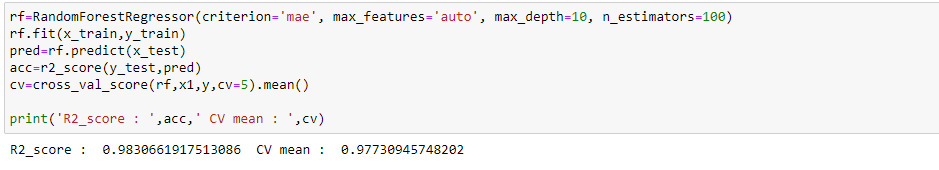 rf=RandomForestRegressor(criterion='mae', max_features='auto', max_depth=10, n_estimators=100)
rf.fit(x_train,y_train)
pred=rf.predict(x_test)
acc=r2_score(y_test,pred)
cv=cross_val_score(rf,x1,y,cv=5).mean()
print('R2_score : ',acc,' CV mean : ',cv)
R2_score :  0.9830661917513086  CV mean :  0.97730945748202